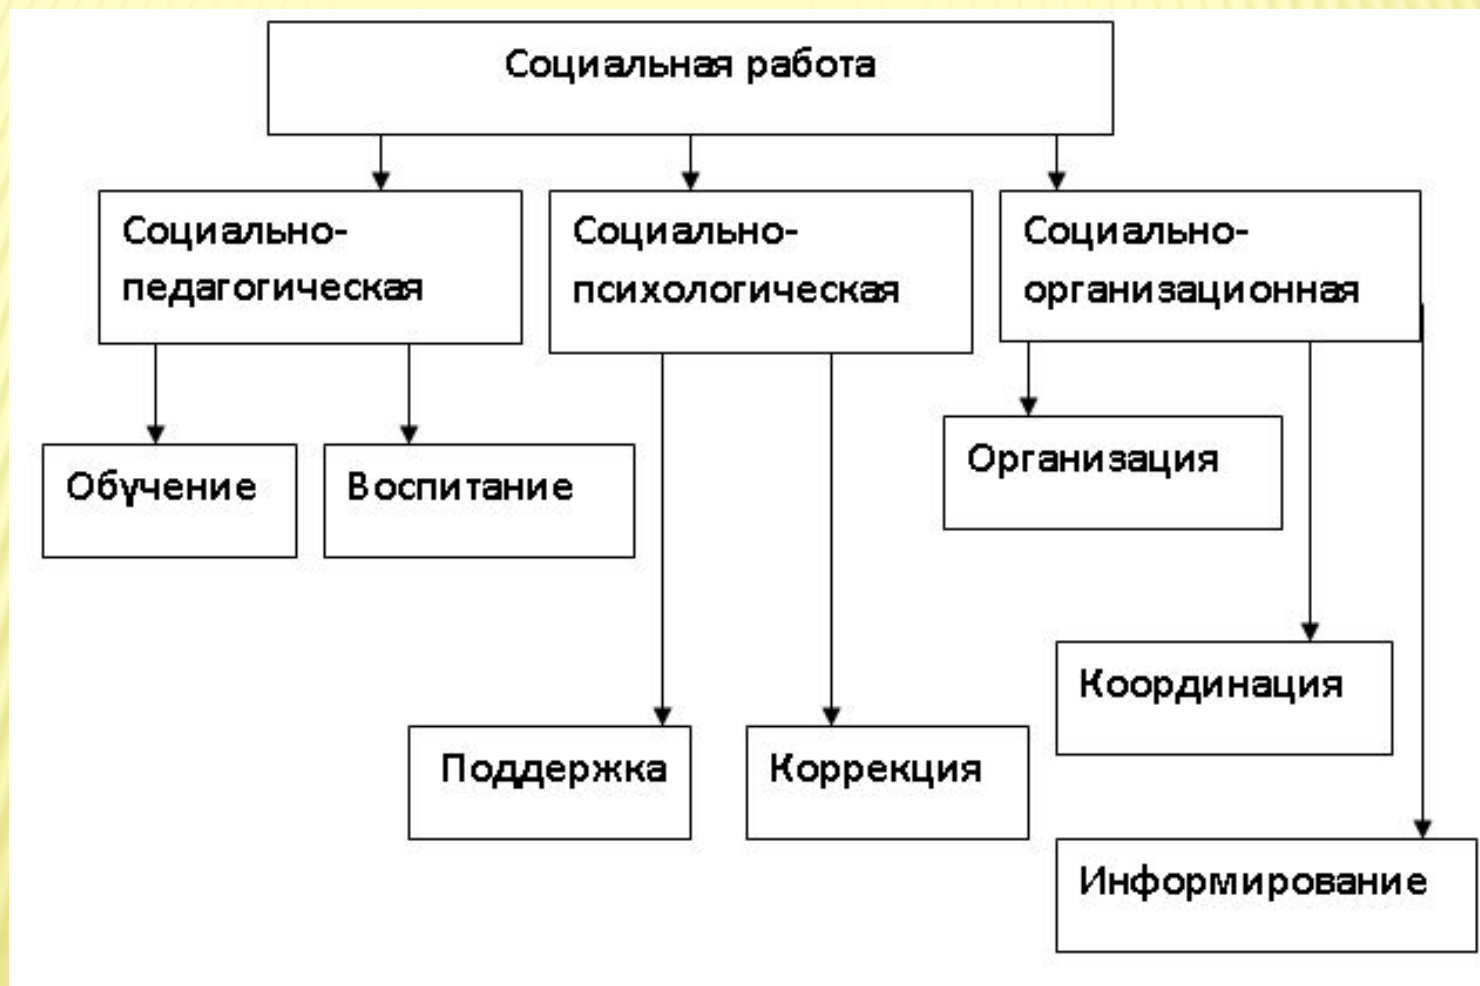 Социальная работа
Социально-
педагогическая
Социально-
психологическая
Социально-
организационная
Обучение
Воспитание
Организация
Координация
Поддержка
Коррекция
Информирование